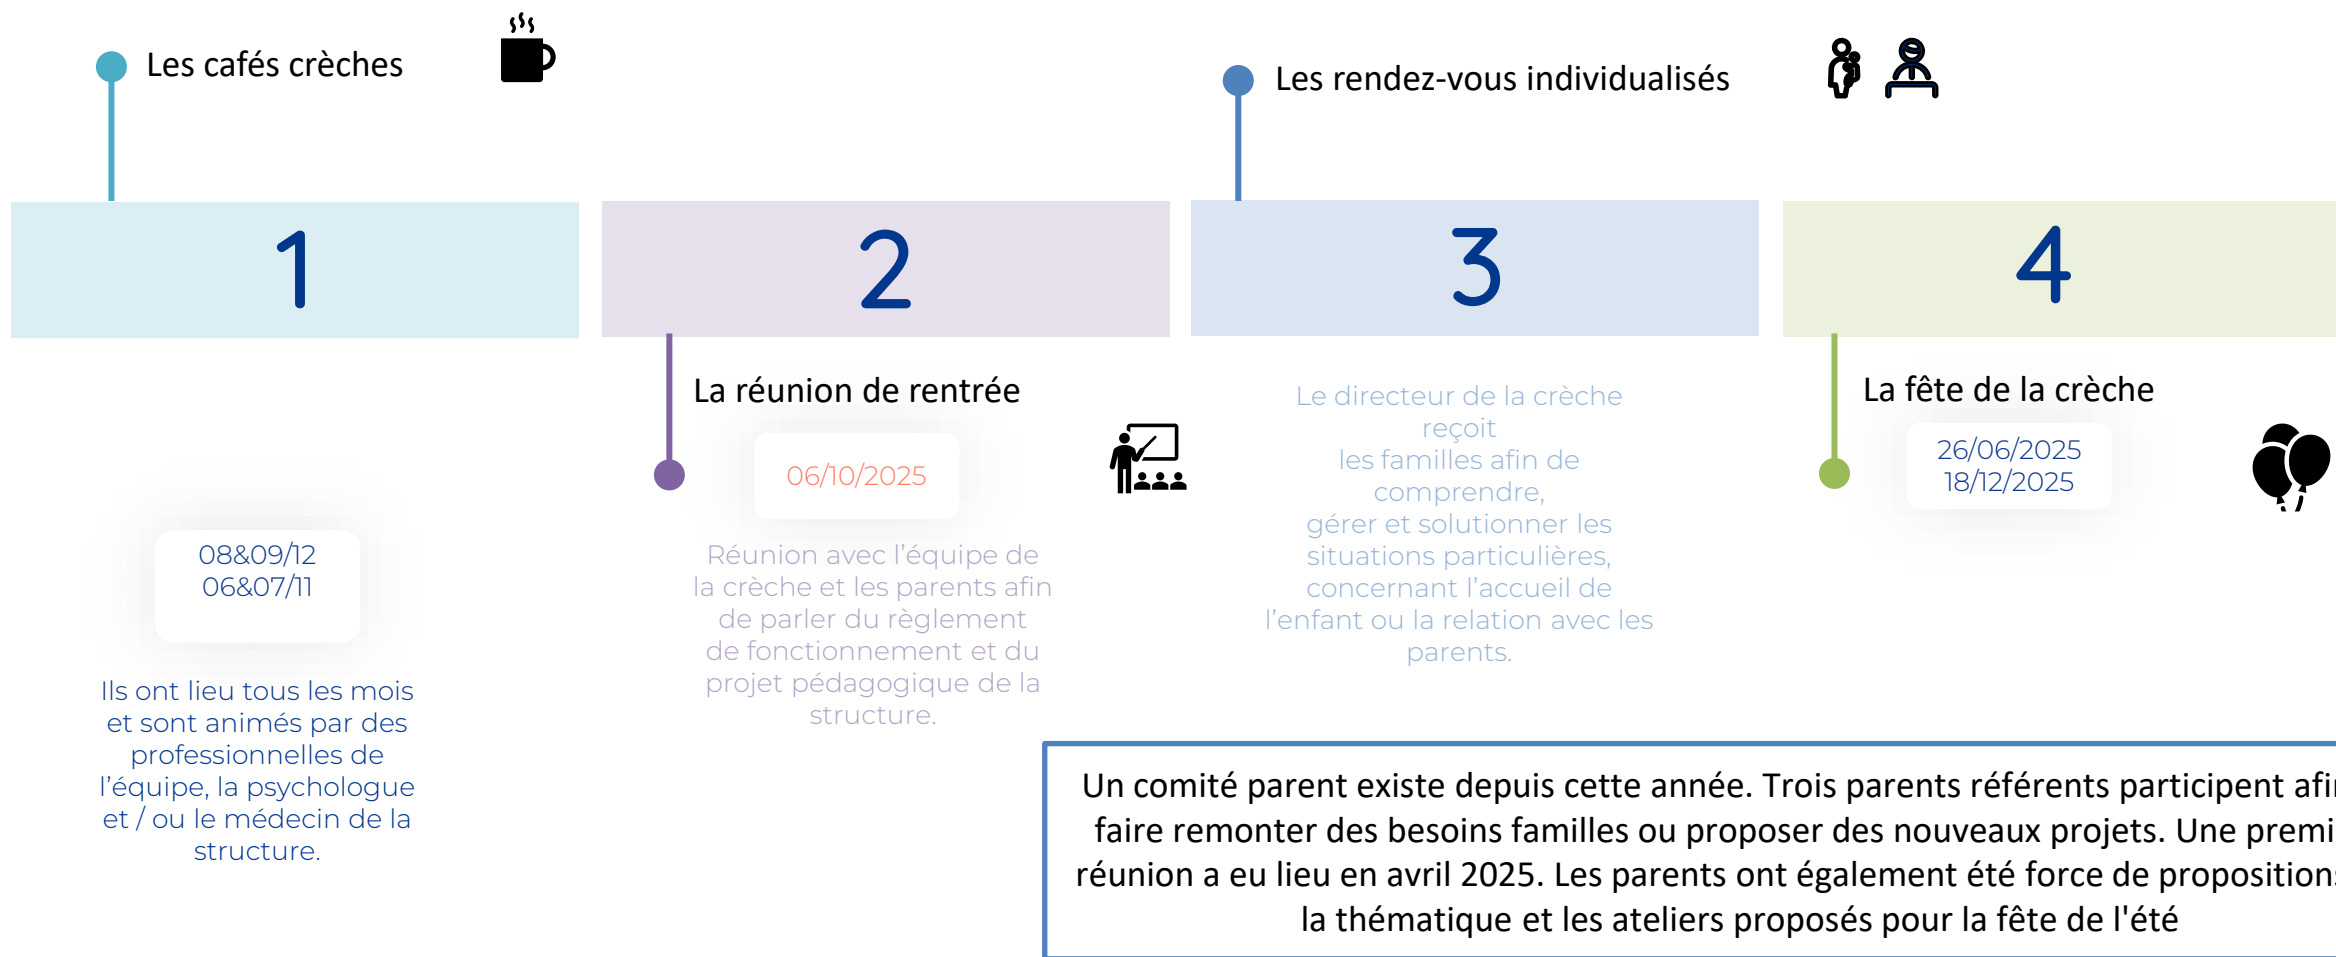 Les cafés crèches
1
08&09/12
06&07/11
Ils ont lieu tous les mois
et sont animés par des
professionnelles de
l’équipe, la psychologue
et / ou le médecin de la
structure.
2
La réunion de rentrée
06/10/2025
Réunion avec l’équipe de
la crèche et les parents afin
de parler du règlement
de fonctionnement et du
projet pédagogique de la
structure.
Les rendez-vous individualisés
3
Le directeur de la crèche
reçoit
les familles afin de
comprendre,
gérer et solutionner les
situations particulières,
concernant l’accueil de
l’enfant ou la relation avec les
parents.
4
La fête de la crèche
26/06/2025
18/12/2025
Un comité parent existe depuis cette année. Trois parents référents participent
faire remonter des besoins familles ou proposer des nouveaux projets. Une
réunion a eu lieu en avril 2025. Les parents ont également été force de propositions
la thématique et les ateliers proposés pour la fête de l'été